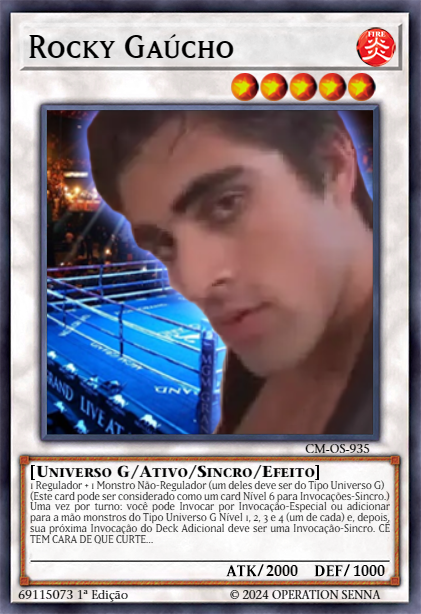 ROCKY GAÚCHO
FIRE
炎
LIVE AT
CM-OS-935
[UNIVERSO G/ATIVO/SINCRO/EFEITO]
1 Regulador + 1 Monstro Não-Regulador (um deles deve ser do Tipo Universo G)
(Este card pode ser considerado como um card Nível 6 para Invocações-Sincro.)
Uma vez por turno: você pode Invocar por Invocação-Especial ou adicionar
para a mão monstros do Tipo Universo G Nível 1, 2, 3 e 4 (um de cada) e, depois,
sua próxima Invocação do Deck Adicional deve ser uma Invocação-Sincro. CÊ
TEM CARA DE QUE CURTE...
ATK/2000 DEF/1000
69115073 1ª Edição
© 2024 OPERATION SENNA